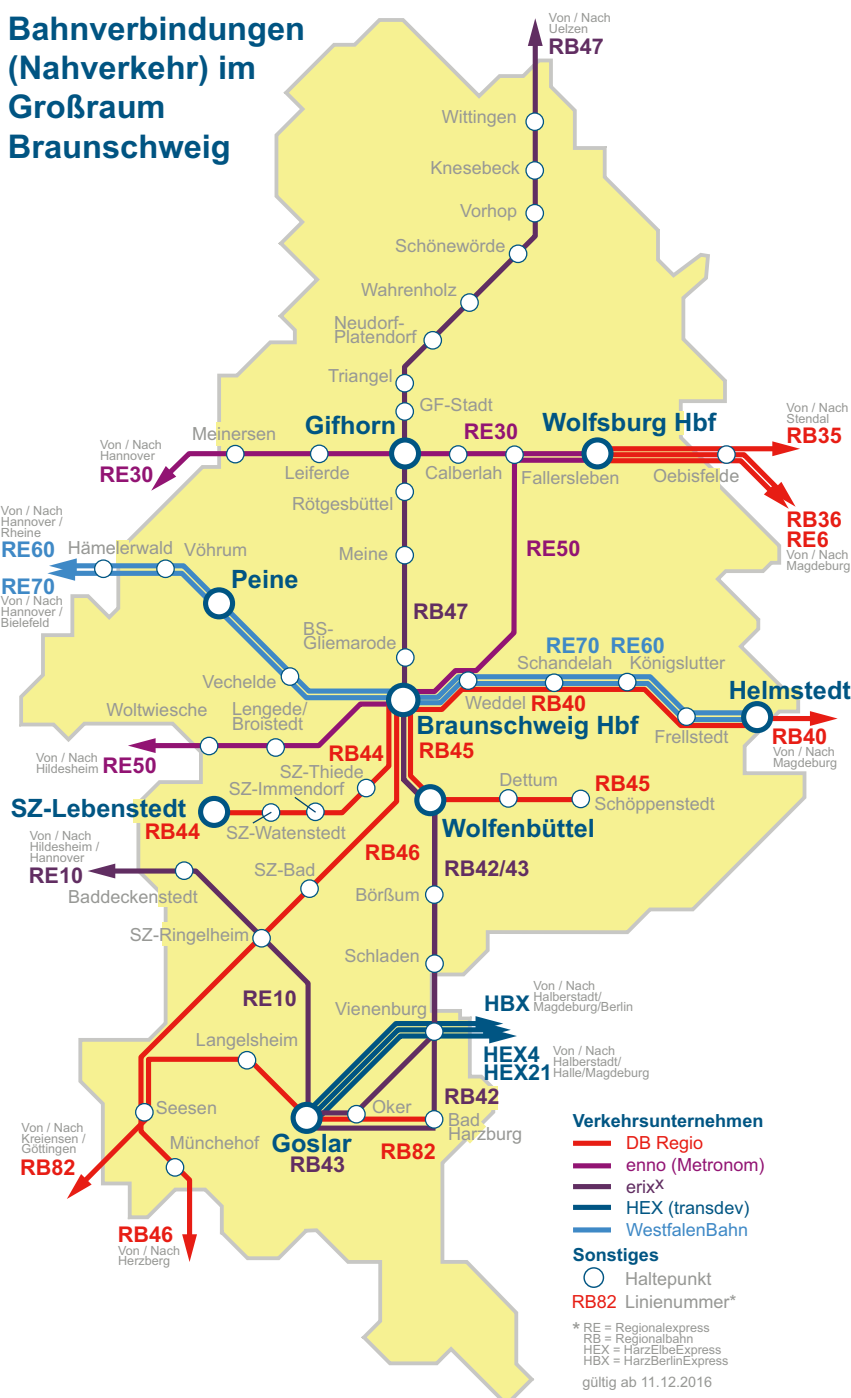 Bahnverbindungen
(Nahverkehr) im
Großraum
Braunschweig
Von / Nach
Uelzen
RB47
Wittingen
Knesebeck
Vorhop
Schönewörde
Wahrenholz
Neudorf-
Platendorf
Triangel
GF-Stadt
Gifhorn
RE30
Wolfsburg Hbf
Von / Nach
Stendal
RB35
Meinersen
Von / Nach
Hannover
RE30
Leiferde
Calberlah
Fallersleben
Oebisfelde
Rötgesbüttel
RB36
RE6
Von / Nach
Magdeburg
Von / Nach
Hannover /
Rheine
RE60
Hämelerwald
Vöhrum
Meine
RE50
RE70
Von / Nach
Hannover /
Bielefeld
Peine
RB47
BS-
Gliemarode
RE70
RE60
Schandelah
Königslutter
Vechelde
Weddel
RB40
Helmstedt
Woltwiesche
Lengede/
Broistedt
Braunschweig Hbf
Frellstedt
RB40
Von / Nach
Magdeburg
Von / Nach
Hildesheim
RE50
RB44
RB45
SZ-Thiede
SZ-Immendorf
Dettum
RB45
Schöppenstedt
SZ-Lebenstedt
RB44
SZ-Watenstedt
Wolfenbüttel
Von / Nach
Hildesheim /
Hannover
RE10
RB46
RB42/43
SZ-Bad
Baddeckenstedt
Börßum
SZ-Ringelheim
Schladen
RE10
Vienenburg
HBX
Von / Nach
Halberstadt/
Magdeburg/Berlin
Langelsheim
HEX4
HEX21
Von / Nach
Halberstadt/
Halle/Magdeburg
RB42
Seesen
Oker
Bad
Harzburg
Goslar
RB43
RB82
Von / Nach
Kreiensen /
Göttingen
RB82
Münchehof
RB46
Von / Nach
Herzberg
Verkehrsunternehmen
DB Regio
enno (Metronom)
erixx
HEX (transdev)
WestfalenBahn
Sonstiges
Haltepunkt
RB82 Linienummer*
* RE = Regionalexpress
RB = Regionalbahn
HEX = HarzElbeExpress
HBX = HarzBerlinExpress
gültig ab 11.12.2016